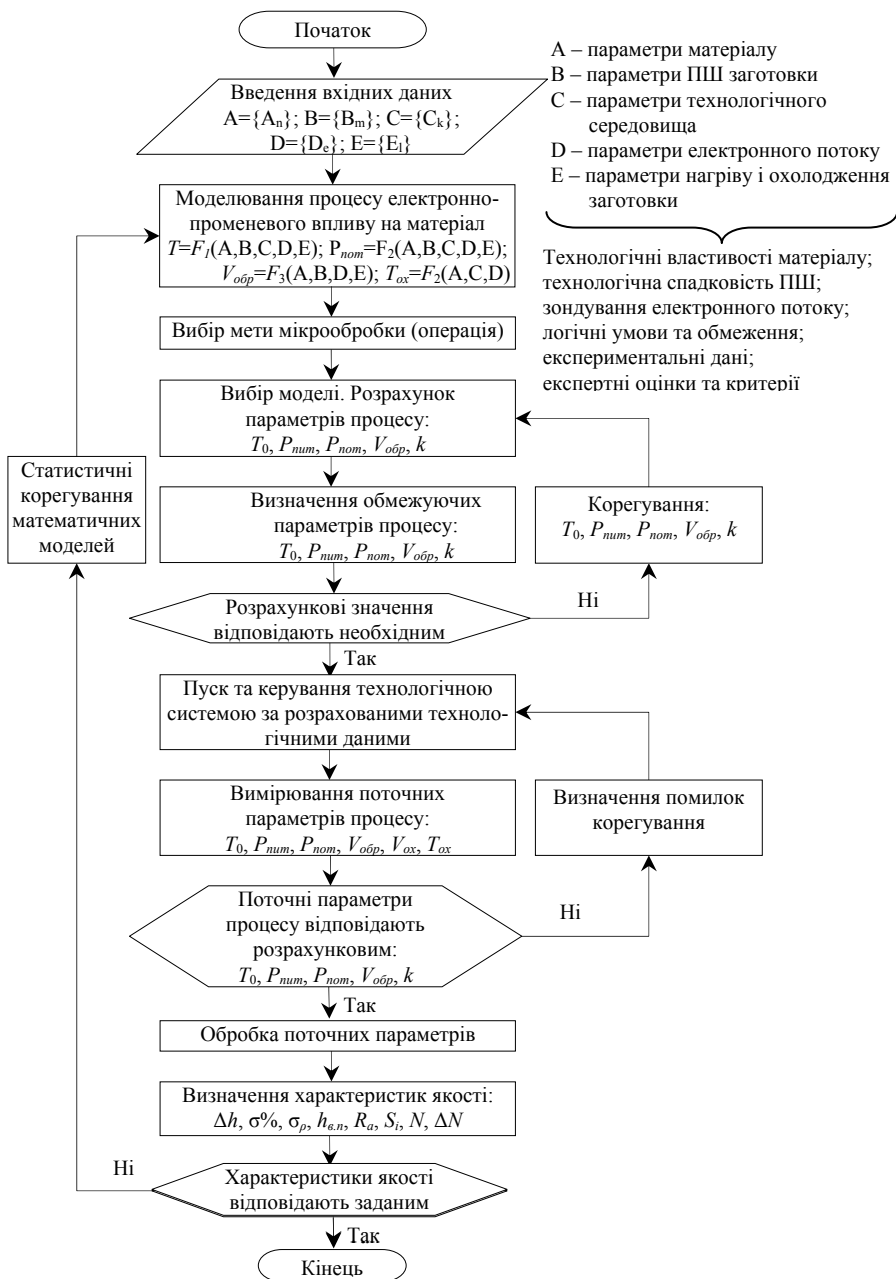 Початок
Введення вхідних даних
A={Aₙ}; B={Bₘ}; C={Cₖ};
D={Dₑ}; E={Eₗ}
A – параметри матеріалу
B – параметри ПШ заготовки
C – параметри технологічного
середовища
D – параметри електронного потоку
E – параметри нагріву і охолодження
заготовки
Технологічні властивості матеріалу;
технологічна спадковість ПШ;
зондування електронного потоку;
логічні умови та обмеження;
експериментальні дані;
експертні оцінки та критерії
Моделювання процесу електронно-
променевого впливу на матеріал
T=F₁(A,B,C,D,E); Pпот=F₂(A,B,C,D,E);
Vобр=F₃(A,B,D,E); Tох=F₂(A,C,D)
Вибір мети мікрообробки (операція)
Вибір моделі. Розрахунок
параметрів процесу:
T₀, Pпит, Pпот, Vобр, k
Статистичні
корегування
математичних
моделей
Визначення обмежуючих
параметрів процесу:
T₀, Pпит, Pпот, Vобр, k
Корегування:
T₀, Pпит, Pпот, Vобр, k
Розрахункові значення
відповідають необхідним
Ні
Так
Пуск та керування технологічною
системою за розрахованими техноло-
гічними даними
Вимірювання поточних
параметрів процесу:
T₀, Pпит, Pпот, Vобр, Vох, Tох
Визначення помилок
корегування
Поточні параметри
процесу відповідають
розрахунковим:
T₀, Pпит, Pпот, Vобр, k
Ні
Так
Обробка поточних параметрів
Визначення характеристик якості:
Δh, σ%, σρ, hв.п, Rₐ, Sᵢ, N, ΔN
Ні
Характеристики якості
відповідають заданим
Так
Кінець